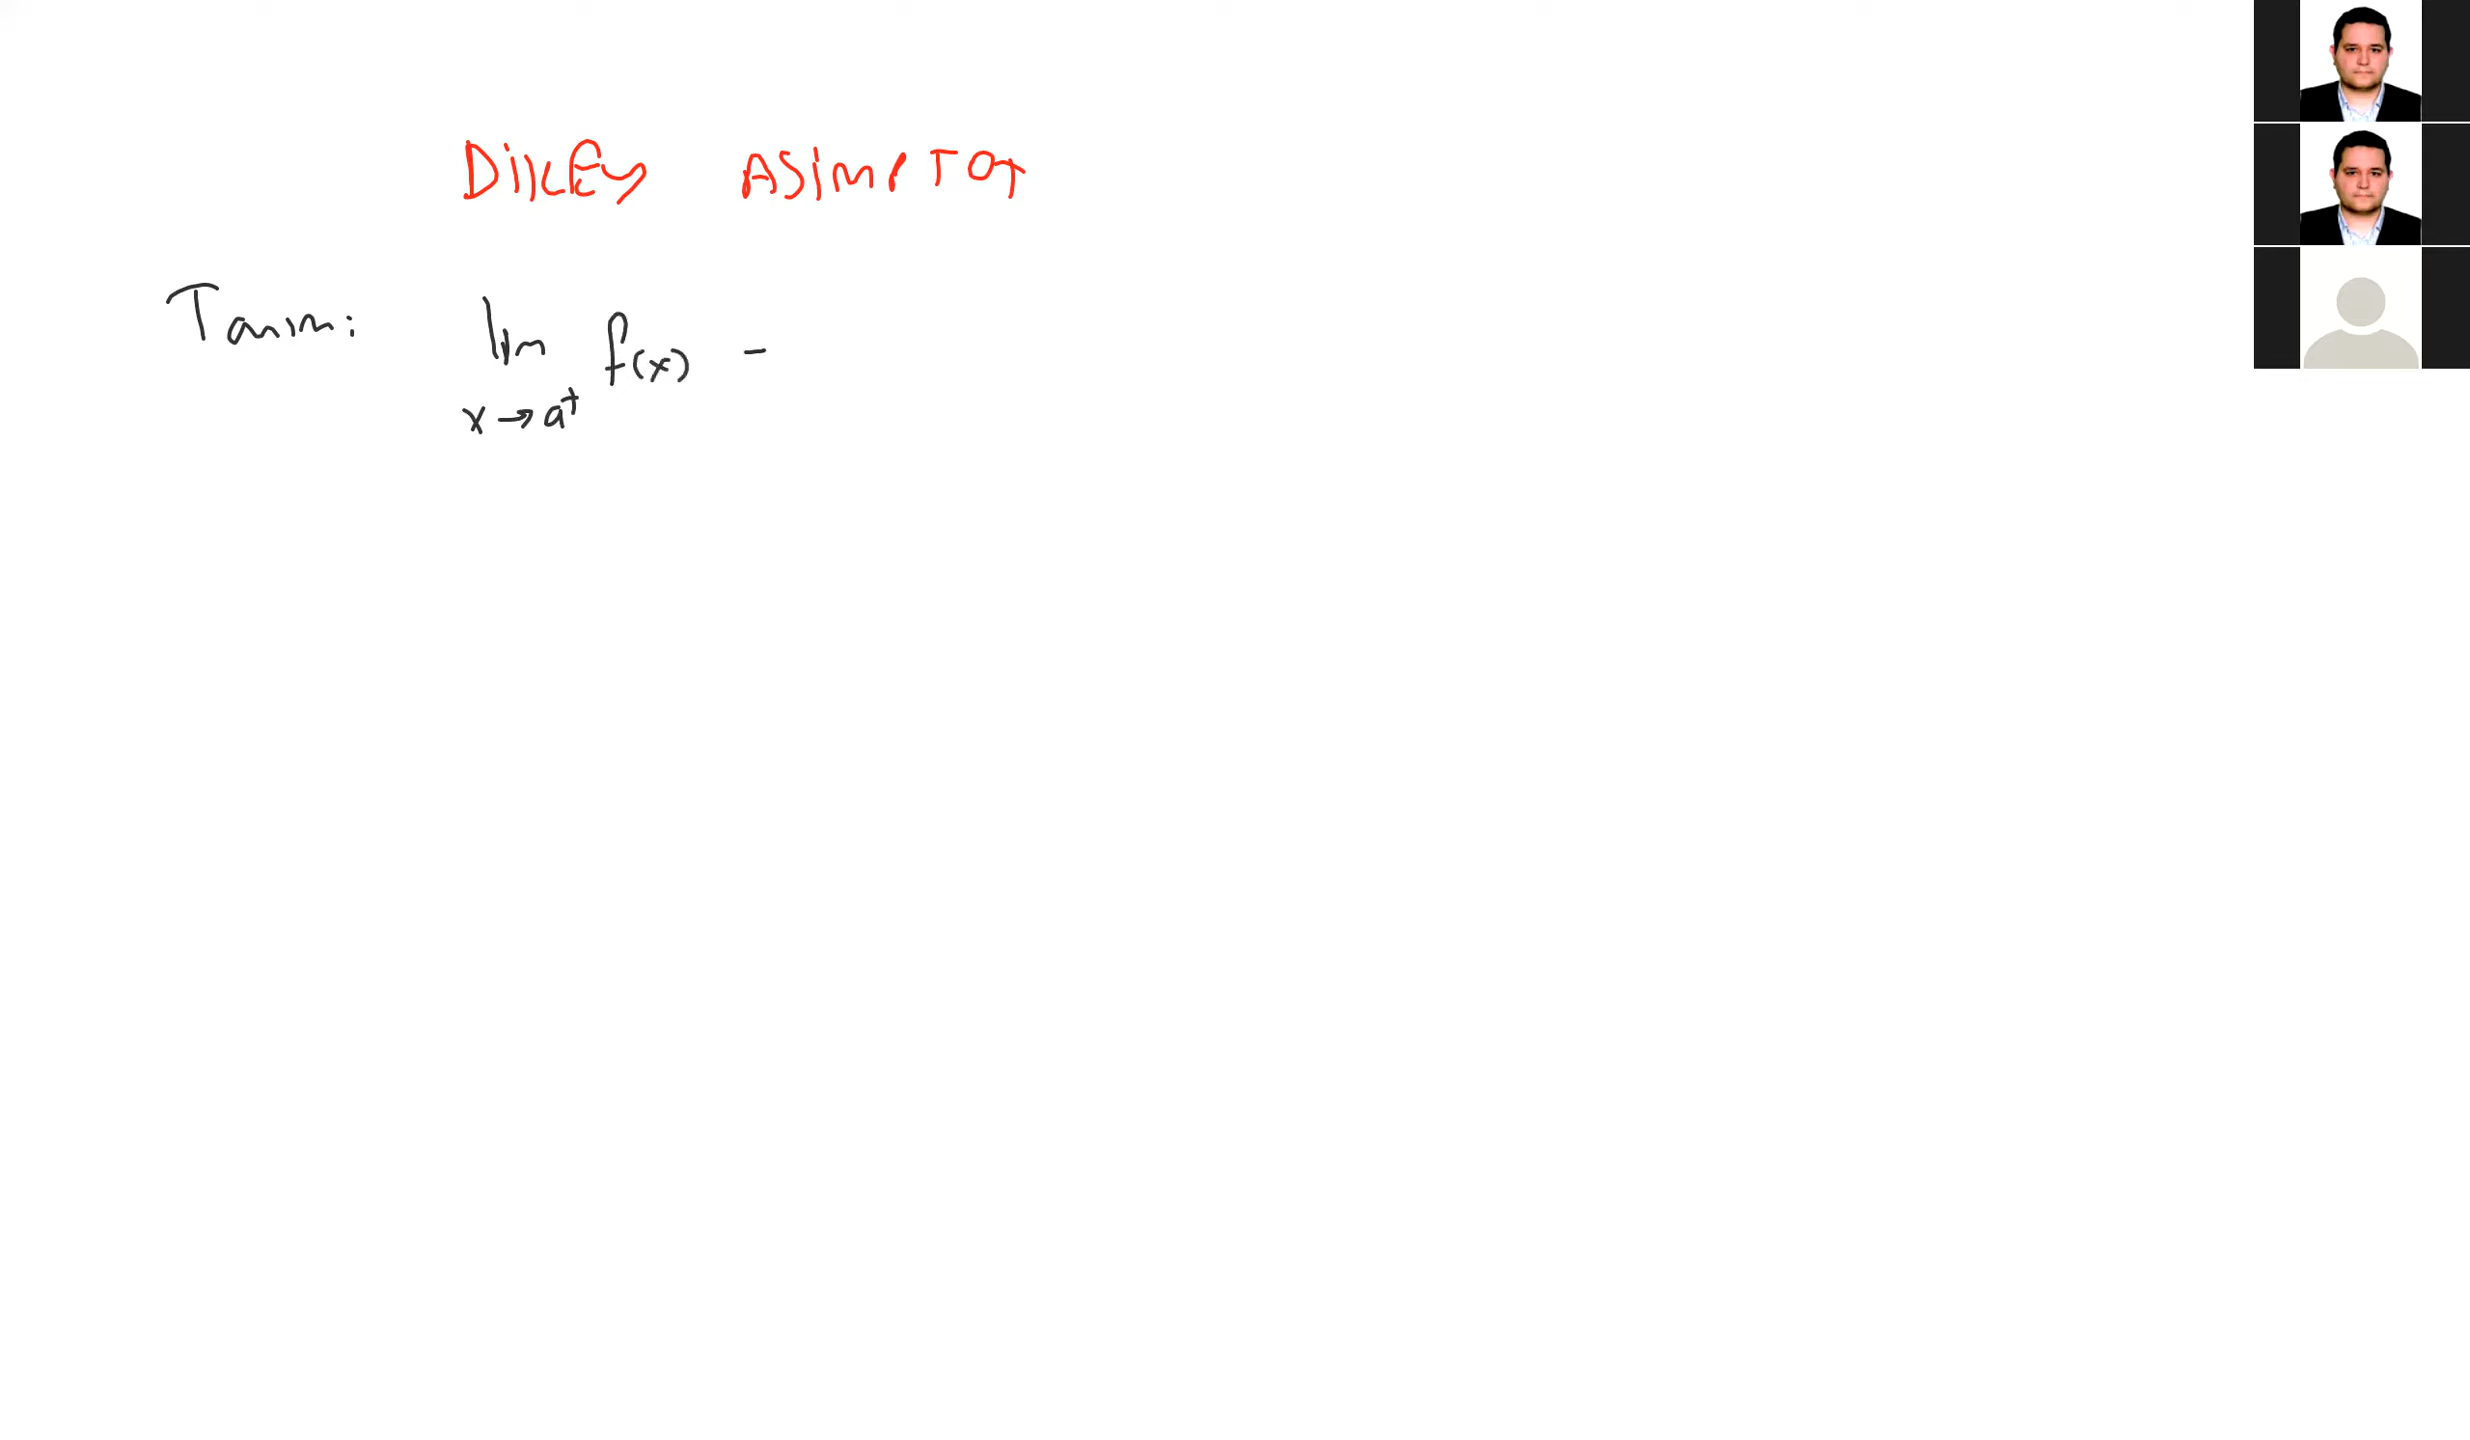 DİKEY ASİMPTOT
Tanım: lim f(x) -
x→a⁺